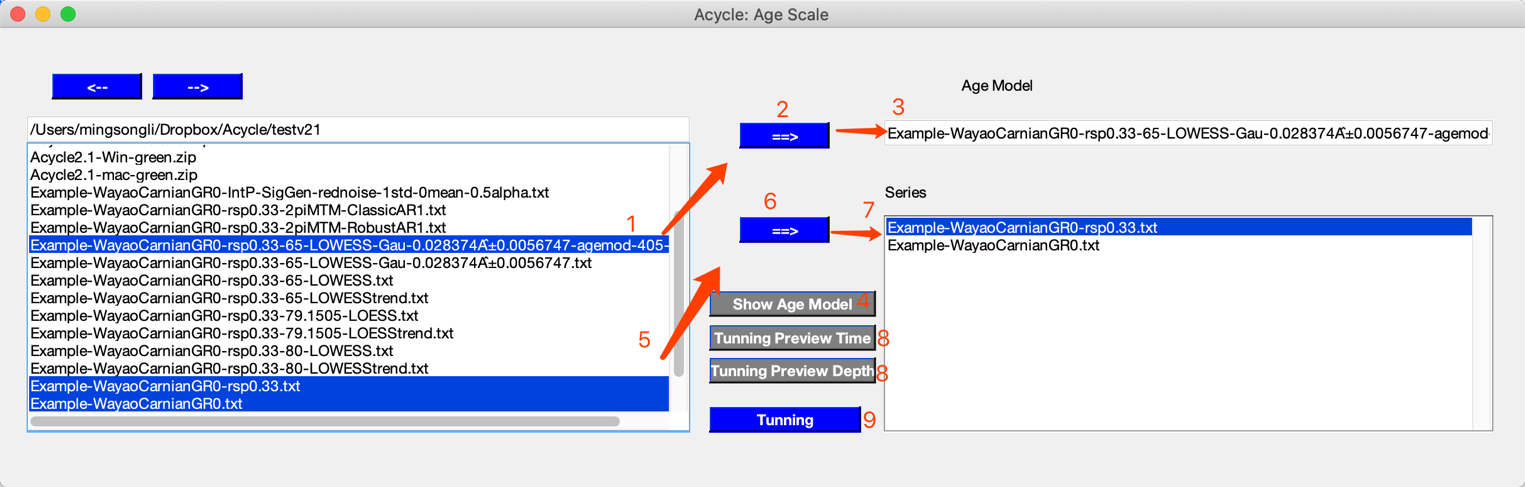 Acycle: Age Scale
<-- -->
/Users/mingsongli/Dropbox/Acycle/testv21
Acycle2.1-Win-green.zip
Acycle2.1-mac-green.zip
Example-WayaoCarnianGR0-IntP-SigGen-rednoise-1std-0mean-0.5alpha.txt
Example-WayaoCarnianGR0-rsp0.33-2piMTM-ClassicAR1.txt
Example-WayaoCarnianGR0-rsp0.33-2piMTM-RobustAR1.txt
Example-WayaoCarnianGR0-rsp0.33-65-LOWESS-Gau-0.028374Â±0.0056747-agemod-405-
Example-WayaoCarnianGR0-rsp0.33-65-LOWESS-Gau-0.028374Â±0.0056747.txt
Example-WayaoCarnianGR0-rsp0.33-65-LOWESS.txt
Example-WayaoCarnianGR0-rsp0.33-65-LOWESStrend.txt
Example-WayaoCarnianGR0-rsp0.33-79.1505-LOESS.txt
Example-WayaoCarnianGR0-rsp0.33-79.1505-LOESStrend.txt
Example-WayaoCarnianGR0-rsp0.33-80-LOWESS.txt
Example-WayaoCarnianGR0-rsp0.33-80-LOWESStrend.txt
Example-WayaoCarnianGR0-rsp0.33.txt
Example-WayaoCarnianGR0.txt
1
5
2
==>
6
==>
Show Age Model 4
Tunning Preview Time 8
Tunning Preview Depth 8
Tunning 9
Age Model
3
Example-WayaoCarnianGR0-rsp0.33-65-LOWESS-Gau-0.028374Â±0.0056747-agemod-
Series
7
Example-WayaoCarnianGR0-rsp0.33.txt
Example-WayaoCarnianGR0.txt